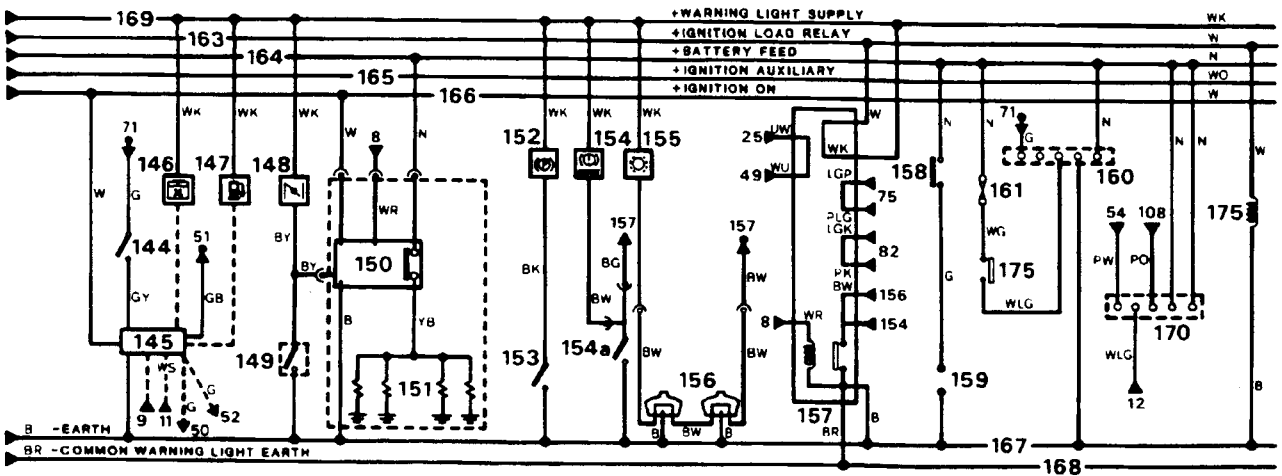 169 +WARNING LIGHT SUPPLY WK
163 +IGNITION LOAD RELAY W
164 +BATTERY FEED N
165 +IGNITION AUXILIARY WO
166 +IGNITION ON W
WK WK WK WK WK WK W
71 W 8 N 152 154 155 25 UW WK N N 71 G N N N W
146 147 148 49 WU 158 161 160
W G WR LGP 75 54 108 175
144 51 BY 157 157 PLG WG
BY 150 BK BG BW LGK 82 175 PW PO
GY GB PK
B YB BW BW 156 G WLG
145 149 153 154a 8 WR 154 170
WS 151 BW BW 159 WLG B
G 156
9 11 G 50 52 157 B 12
B -EARTH B BW B BR 167
BR -COMMON WARNING LIGHT EARTH 168